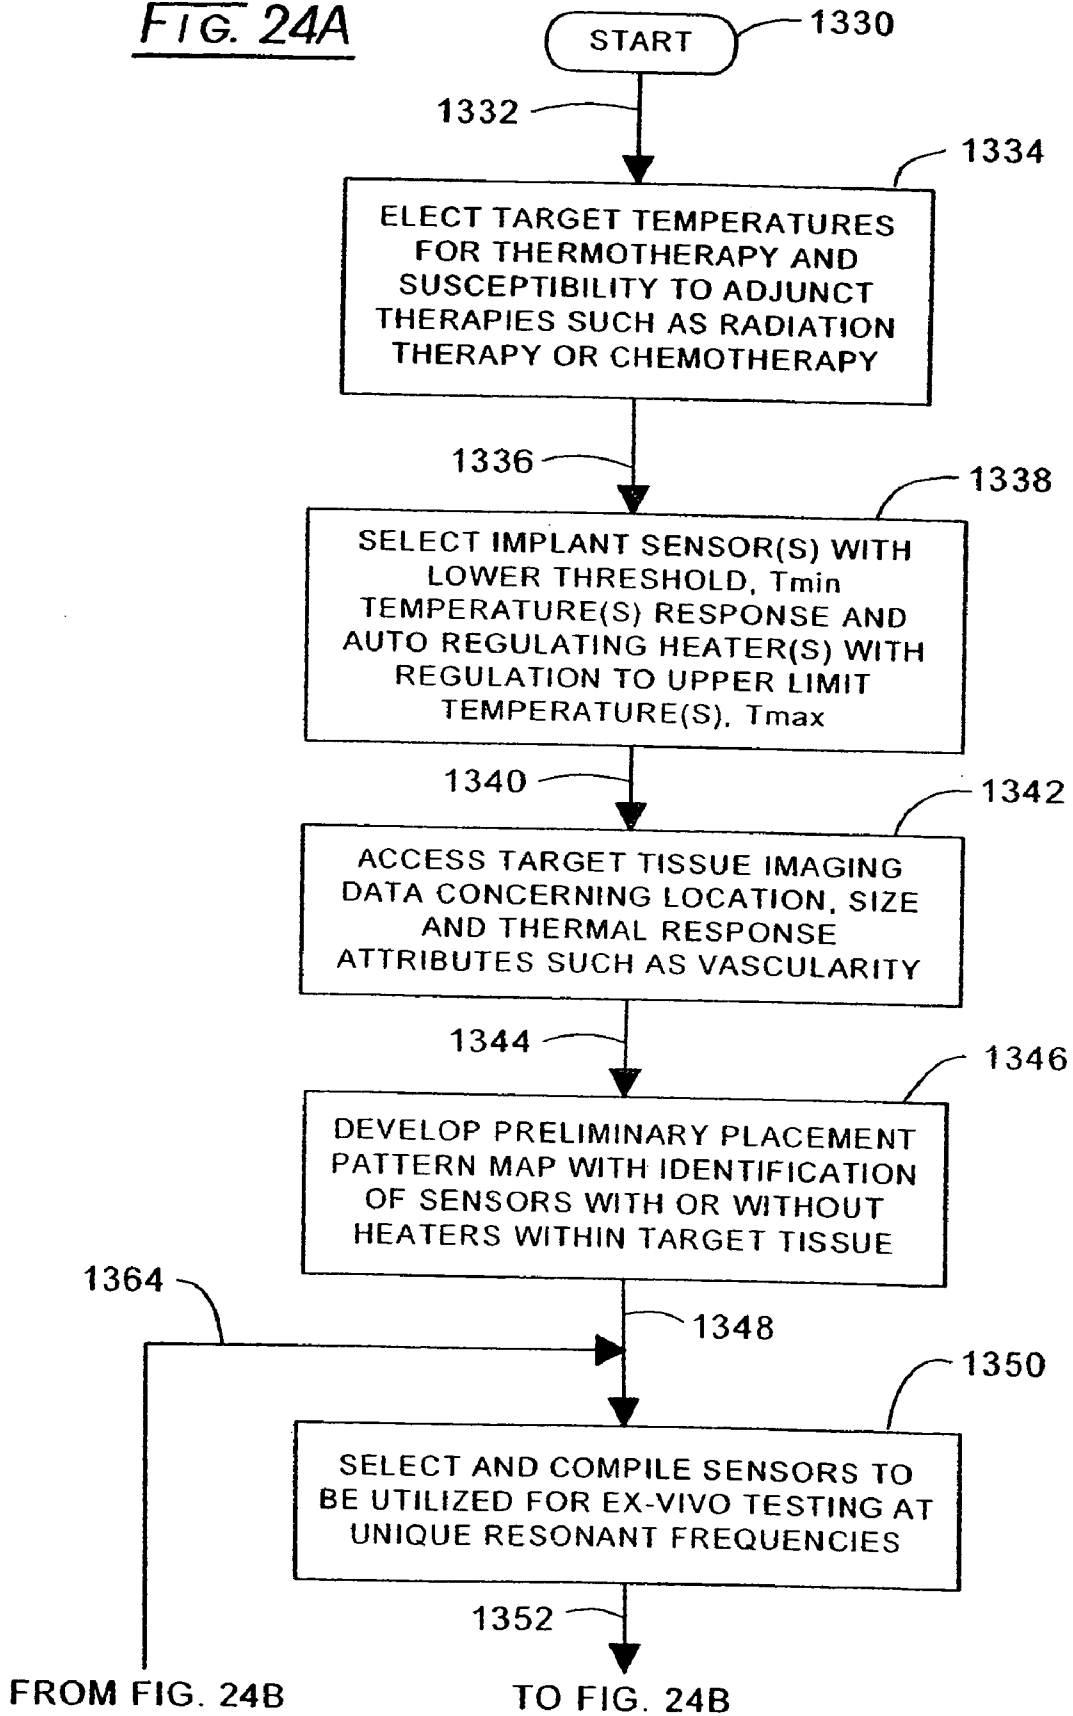 FIG. 24A
START
1330
1332
1334
ELECT TARGET TEMPERATURES
FOR THERMOTHERAPY AND
SUSCEPTIBILITY TO ADJUNCT
THERAPIES SUCH AS RADIATION
THERAPY OR CHEMOTHERAPY
1336
1338
SELECT IMPLANT SENSOR(S) WITH
LOWER THRESHOLD, Tmin
TEMPERATURE(S) RESPONSE AND
AUTO REGULATING HEATER(S) WITH
REGULATION TO UPPER LIMIT
TEMPERATURE(S), Tmax
1340
1342
ACCESS TARGET TISSUE IMAGING
DATA CONCERNING LOCATION, SIZE
AND THERMAL RESPONSE
ATTRIBUTES SUCH AS VASCULARITY
1344
1346
DEVELOP PRELIMINARY PLACEMENT
PATTERN MAP WITH IDENTIFICATION
OF SENSORS WITH OR WITHOUT
HEATERS WITHIN TARGET TISSUE
1364
1348
1350
SELECT AND COMPILE SENSORS TO
BE UTILIZED FOR EX-VIVO TESTING AT
UNIQUE RESONANT FREQUENCIES
1352
FROM FIG. 24B
TO FIG. 24B